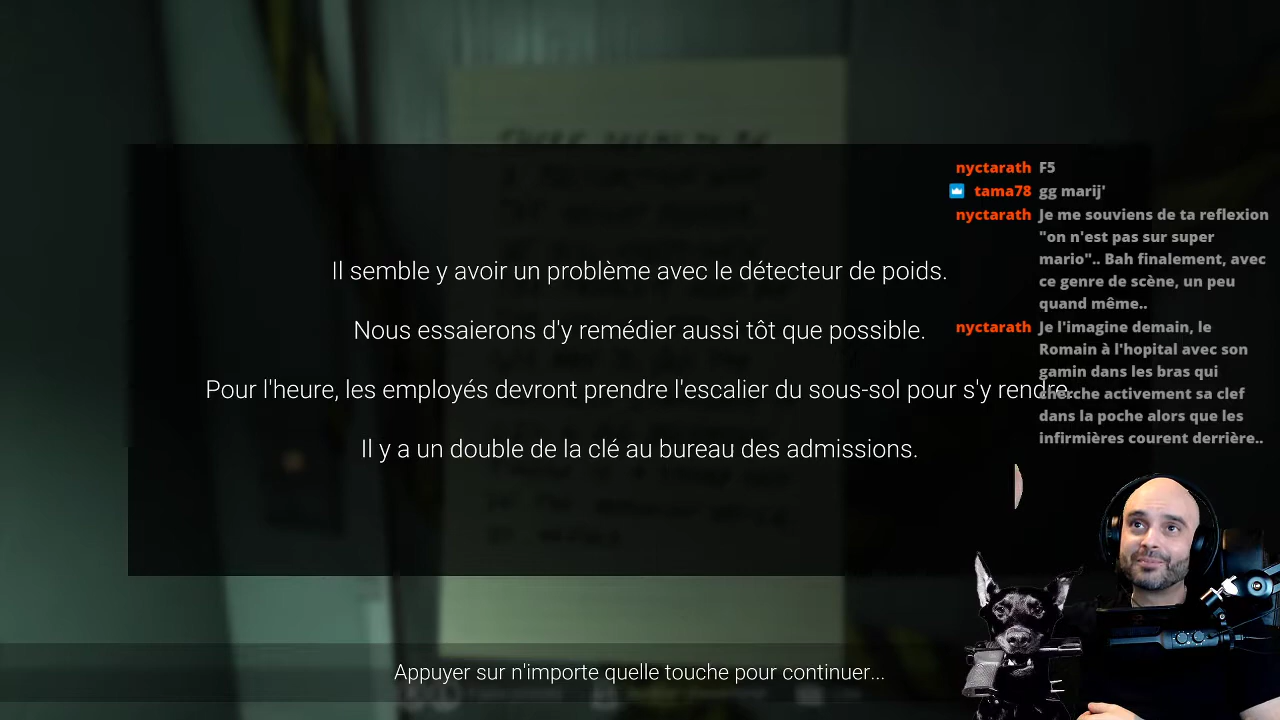 Il semble y avoir un problème avec le détecteur de poids.
Nous essaierons d'y remédier aussi tôt que possible.
Pour l'heure, les employés devront prendre l'escalier du sous-sol pour s'y rendre.
Il y a un double de la clé au bureau des admissions.
Appuyer sur n'importe quelle touche pour continuer...
nyctarath F5
tama78 gg marij'
nyctarath Je me souviens de ta reflexion
"on n'est pas sur super
mario".. Bah finalement, avec
ce genre de scène, un peu
quand même..
nyctarath Je l'imagine demain, le
Romain à l'hopital avec son
gamin dans les bras qui
cherche activement sa clef
dans la poche alors que les
infirmières courent derrière..